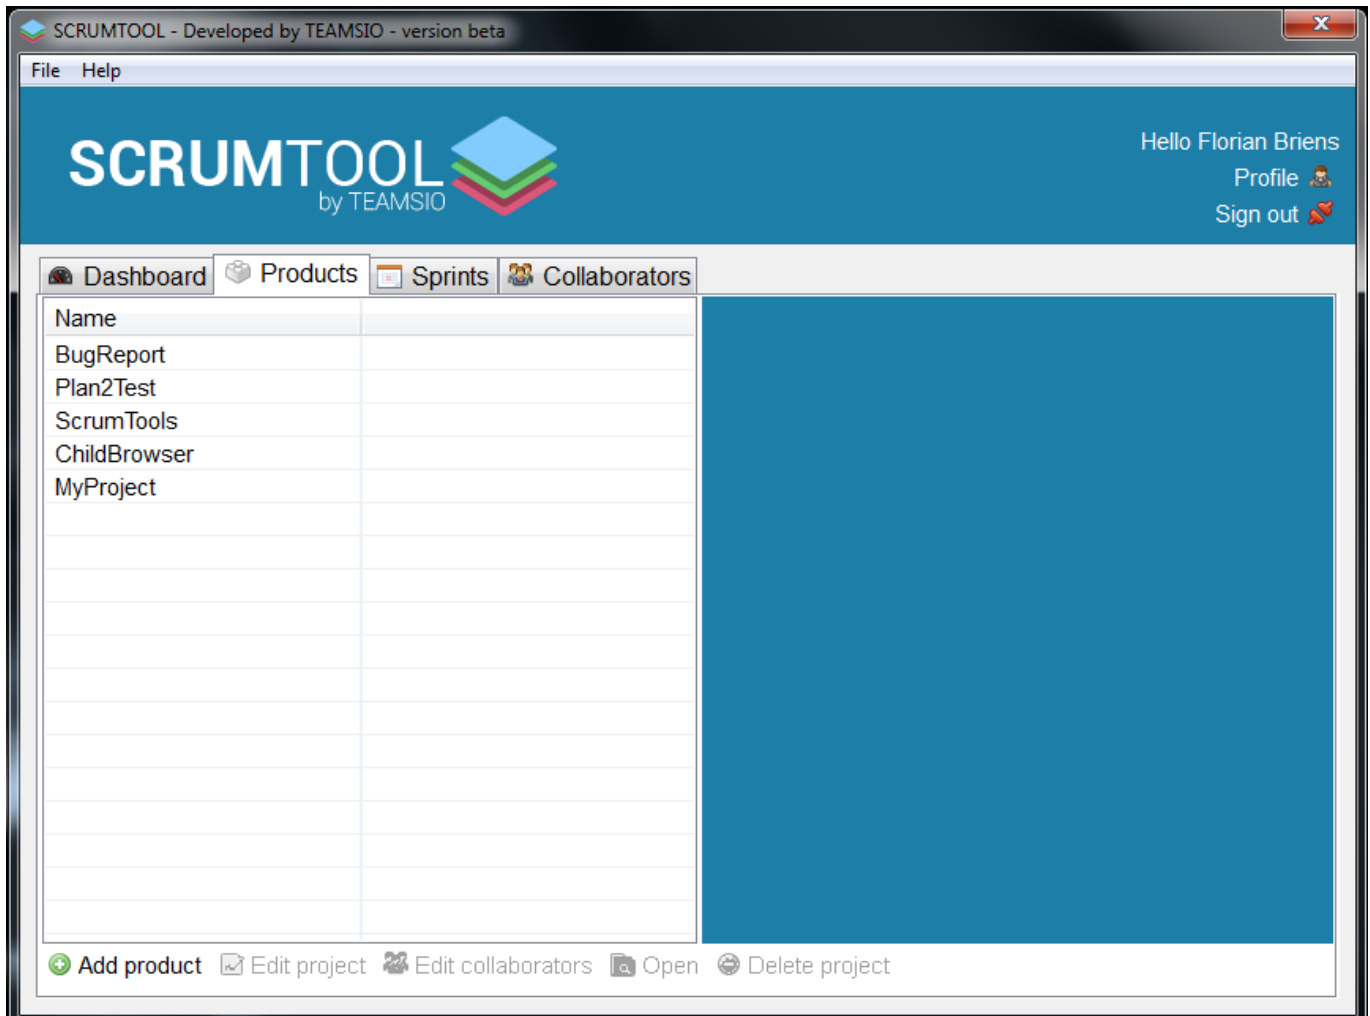 SCRUMTOOL - Developed by TEAMSIO - version beta
File Help
SCRUMTOOL
by TEAMSIO
Hello Florian Briens
Profile
Sign out
Dashboard Products Sprints Collaborators
Name
BugReport
Plan2Test
ScrumTools
ChildBrowser
MyProject
Add product Edit project Edit collaborators Open Delete project